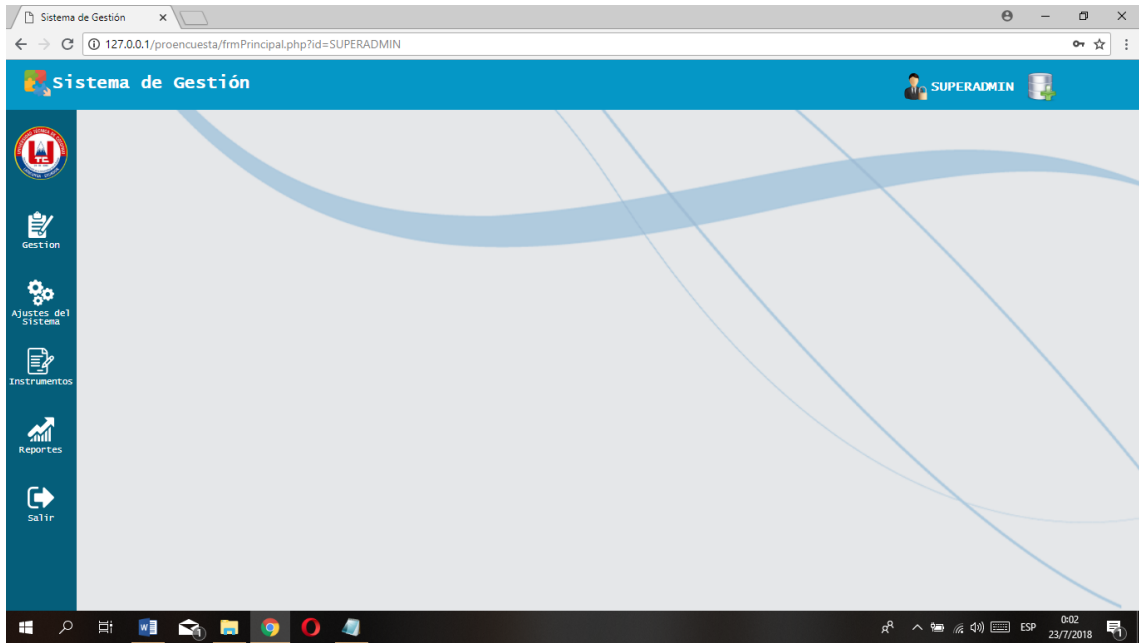 Sistema de Gestión
127.0.0.1/proencuesta/frmPrincipal.php?id=SUPERADMIN
Sistema de Gestión
SUPERADMIN
UTC
Gestion
Ajustes del
Sistema
Instrumentos
Reportes
Salir
ESP
0:02
23/7/2018